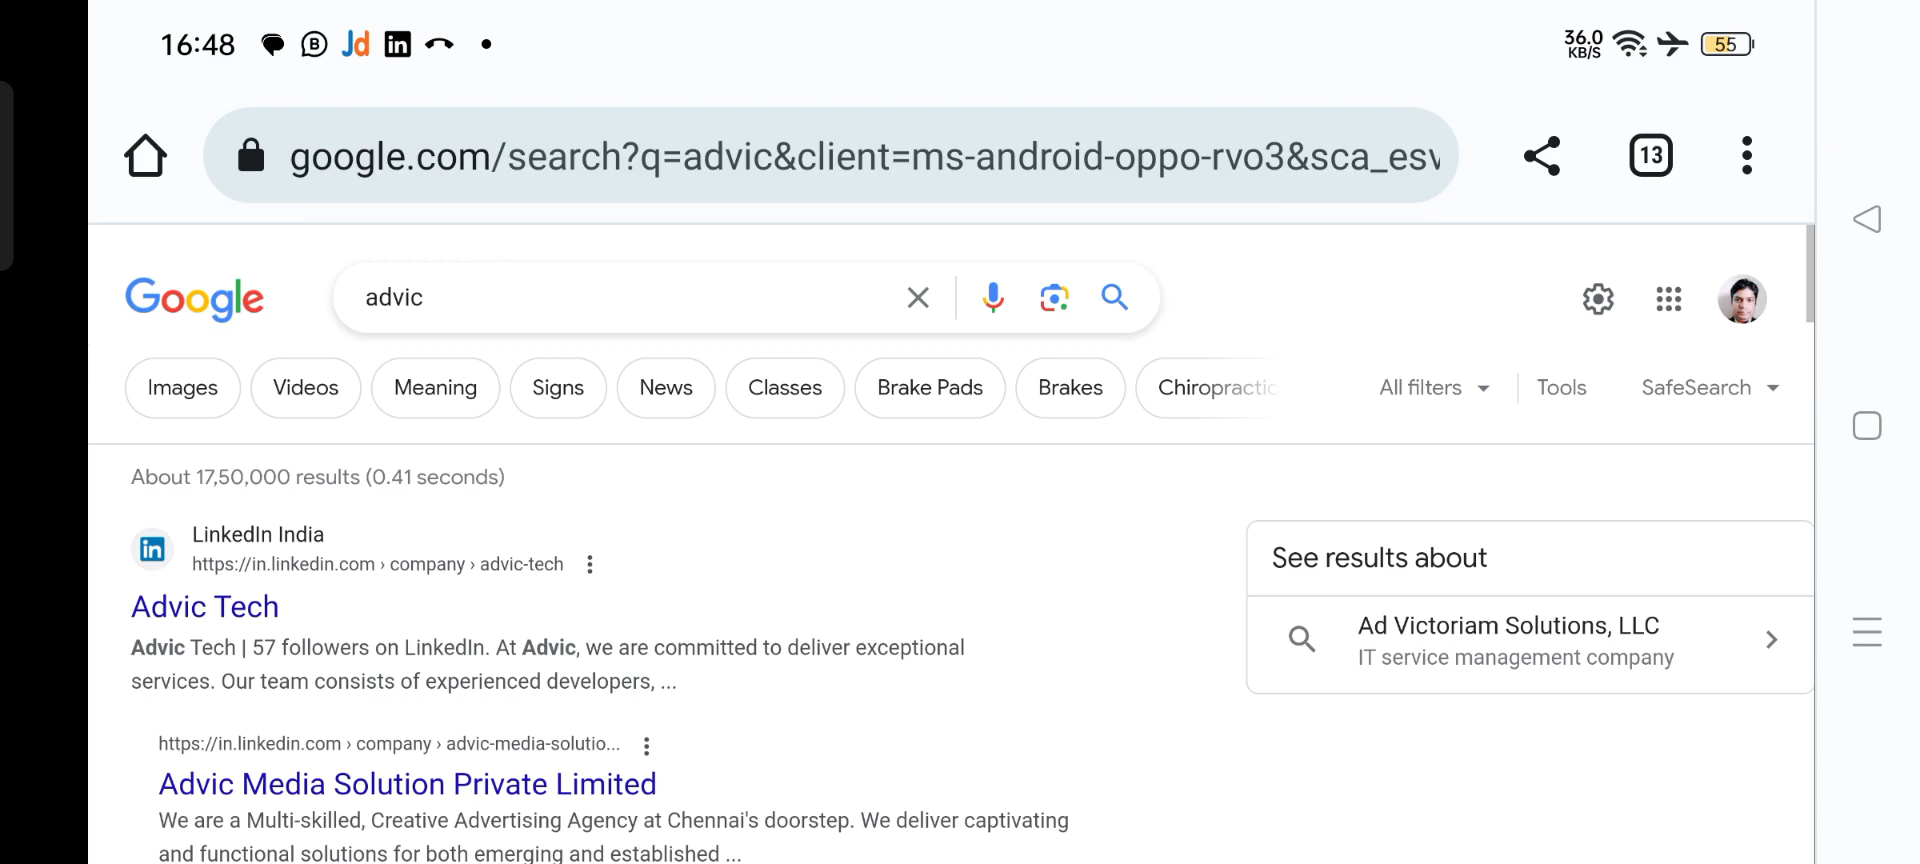 16:48 B Jd in 36.0 KB/S 55
google.com/search?q=advic&client=ms-android-oppo-rvo3&sca_esv 13
Google advic
Images Videos Meaning Signs News Classes Brake Pads Brakes Chiropractic All filters Tools SafeSearch
About 17,50,000 results (0.41 seconds)
in LinkedIn India
https://in.linkedin.com › company › advic-tech
Advic Tech
Advic Tech | 57 followers on LinkedIn. At Advic, we are committed to deliver exceptional
services. Our team consists of experienced developers, ...
https://in.linkedin.com › company › advic-media-solutio...
Advic Media Solution Private Limited
We are a Multi-skilled, Creative Advertising Agency at Chennai's doorstep. We deliver captivating
and functional solutions for both emerging and established ...
See results about
Ad Victoriam Solutions, LLC
IT service management company